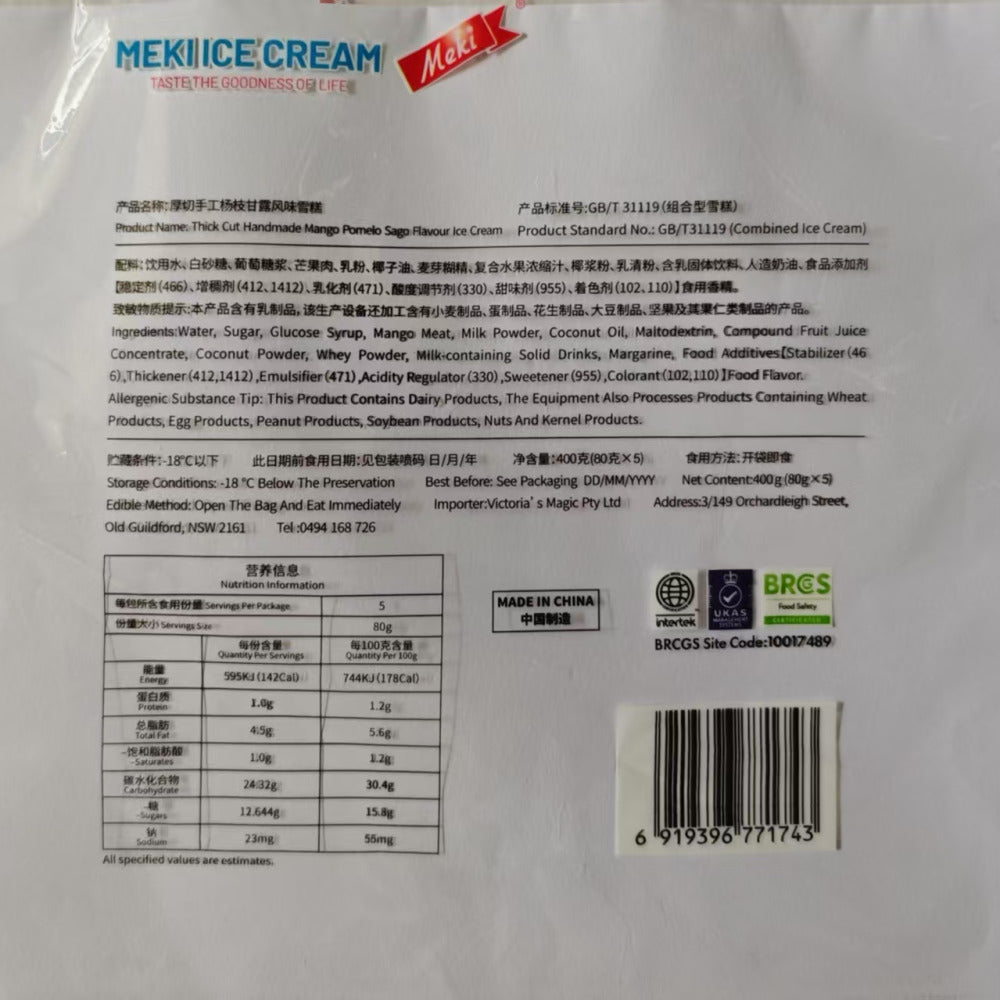 MEKI ICE CREAM
TASTE THE GOODNESS OF LIFE
Meki
产品名称:厚切手工杨枝甘露风味雪糕
产品标准号:GB/T 31119(组合型雪糕)
Product Name: Thick Cut Handmade Mango Pomelo Sago Flavour Ice Cream
Product Standard No.: GB/T31119 (Combined Ice Cream)
配料:饮用水、白砂糖、葡萄糖浆、芒果肉、乳粉、椰子油、麦芽糊精、复合水果浓缩汁、椰浆粉、乳清粉、含乳固体饮料、人造奶油、食品添加剂
【稳定剂(466)、增稠剂(412、1412)、乳化剂(471)、酸度调节剂(330)、甜味剂(955)、着色剂(102、110)】食用香精。
致敏物质提示:本产品含有乳制品,该生产设备还加工含有小麦制品、蛋制品、花生制品、大豆制品、坚果及其果仁类制品的产品。
Ingredients:Water, Sugar, Glucose Syrup, Mango Meat, Milk Powder, Coconut Oil, Maltodextrin, Compound Fruit Juice
Concentrate, Coconut Powder, Whey Powder, Milk-containing Solid Drinks, Margarine, Food Additives【Stabilizer(46
6),Thickener(412,1412),Emulsifier(471),Acidity Regulator(330),Sweetener(955),Colorant(102,110)】Food Flavor.
Allergenic Substance Tip: This Product Contains Dairy Products, The Equipment Also Processes Products Containing Wheat
Products, Egg Products, Peanut Products, Soybean Products, Nuts And Kernel Products.
贮藏条件:-18℃以下
此日期前食用日期:见包装喷码 日/月/年
净含量:400克(80克×5)
食用方法:开袋即食
Storage Conditions: -18 ℃ Below The Preservation
Best Before: See Packaging DD/MM/YYYY
Net Content:400g (80g×5)
Edible Method: Open The Bag And Eat Immediately
Importer:Victoria's Magic Pty Ltd
Address:3/149 Orchardleigh Street,
Old Guildford, NSW 2161
Tel :0494 168 726
营养信息
Nutrition Information
每包所含食用份量 Servings Per Package
5
份量大小 Servings Size
80g
每份含量
Quantity Per Servings
每100克含量
Quantity Per 100g
能量
Energy
595KJ (142Cal)
744KJ (178Cal)
蛋白质
Protein
1.0g
1.2g
总脂肪
Total Fat
4.5g
5.6g
-饱和脂肪酸
-Saturates
1.0g
1.2g
碳水化合物
Carbohydrate
24.32g
30.4g
-糖
-Sugars
12.644g
15.8g
钠
Sodium
23mg
55mg
All specified values are estimates.
MADE IN CHINA
中国制造
intertek
UKAS
MANAGEMENT
SYSTEMS
BRCGS
Food Safety
CERTIFICATED
BRCGS Site Code:10017489
6 919396 771743